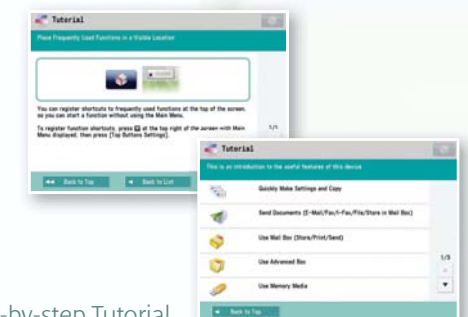 Tutorial
Place Frequently Used Functions in a Visible Location
You can register shortcuts to frequently used functions at the top of the screen,
so you can start a function without using the Main Menu.
To register function shortcuts, press at the top right of the screen with Main
Menu displayed, then press [Top Buttons Settings].
1/1
Back to Top
Back to List
Tutorial
This is an introduction to the useful features of this device
Quickly Make Settings and Copy
Send Documents (E-Mail/Fax/I-Fax/File/Store in Mail Box)
Use Mail Box (Store/Print/Send)
Use Advanced Box
Use Memory Media
1/3
Back to Top
-by-step Tutorial